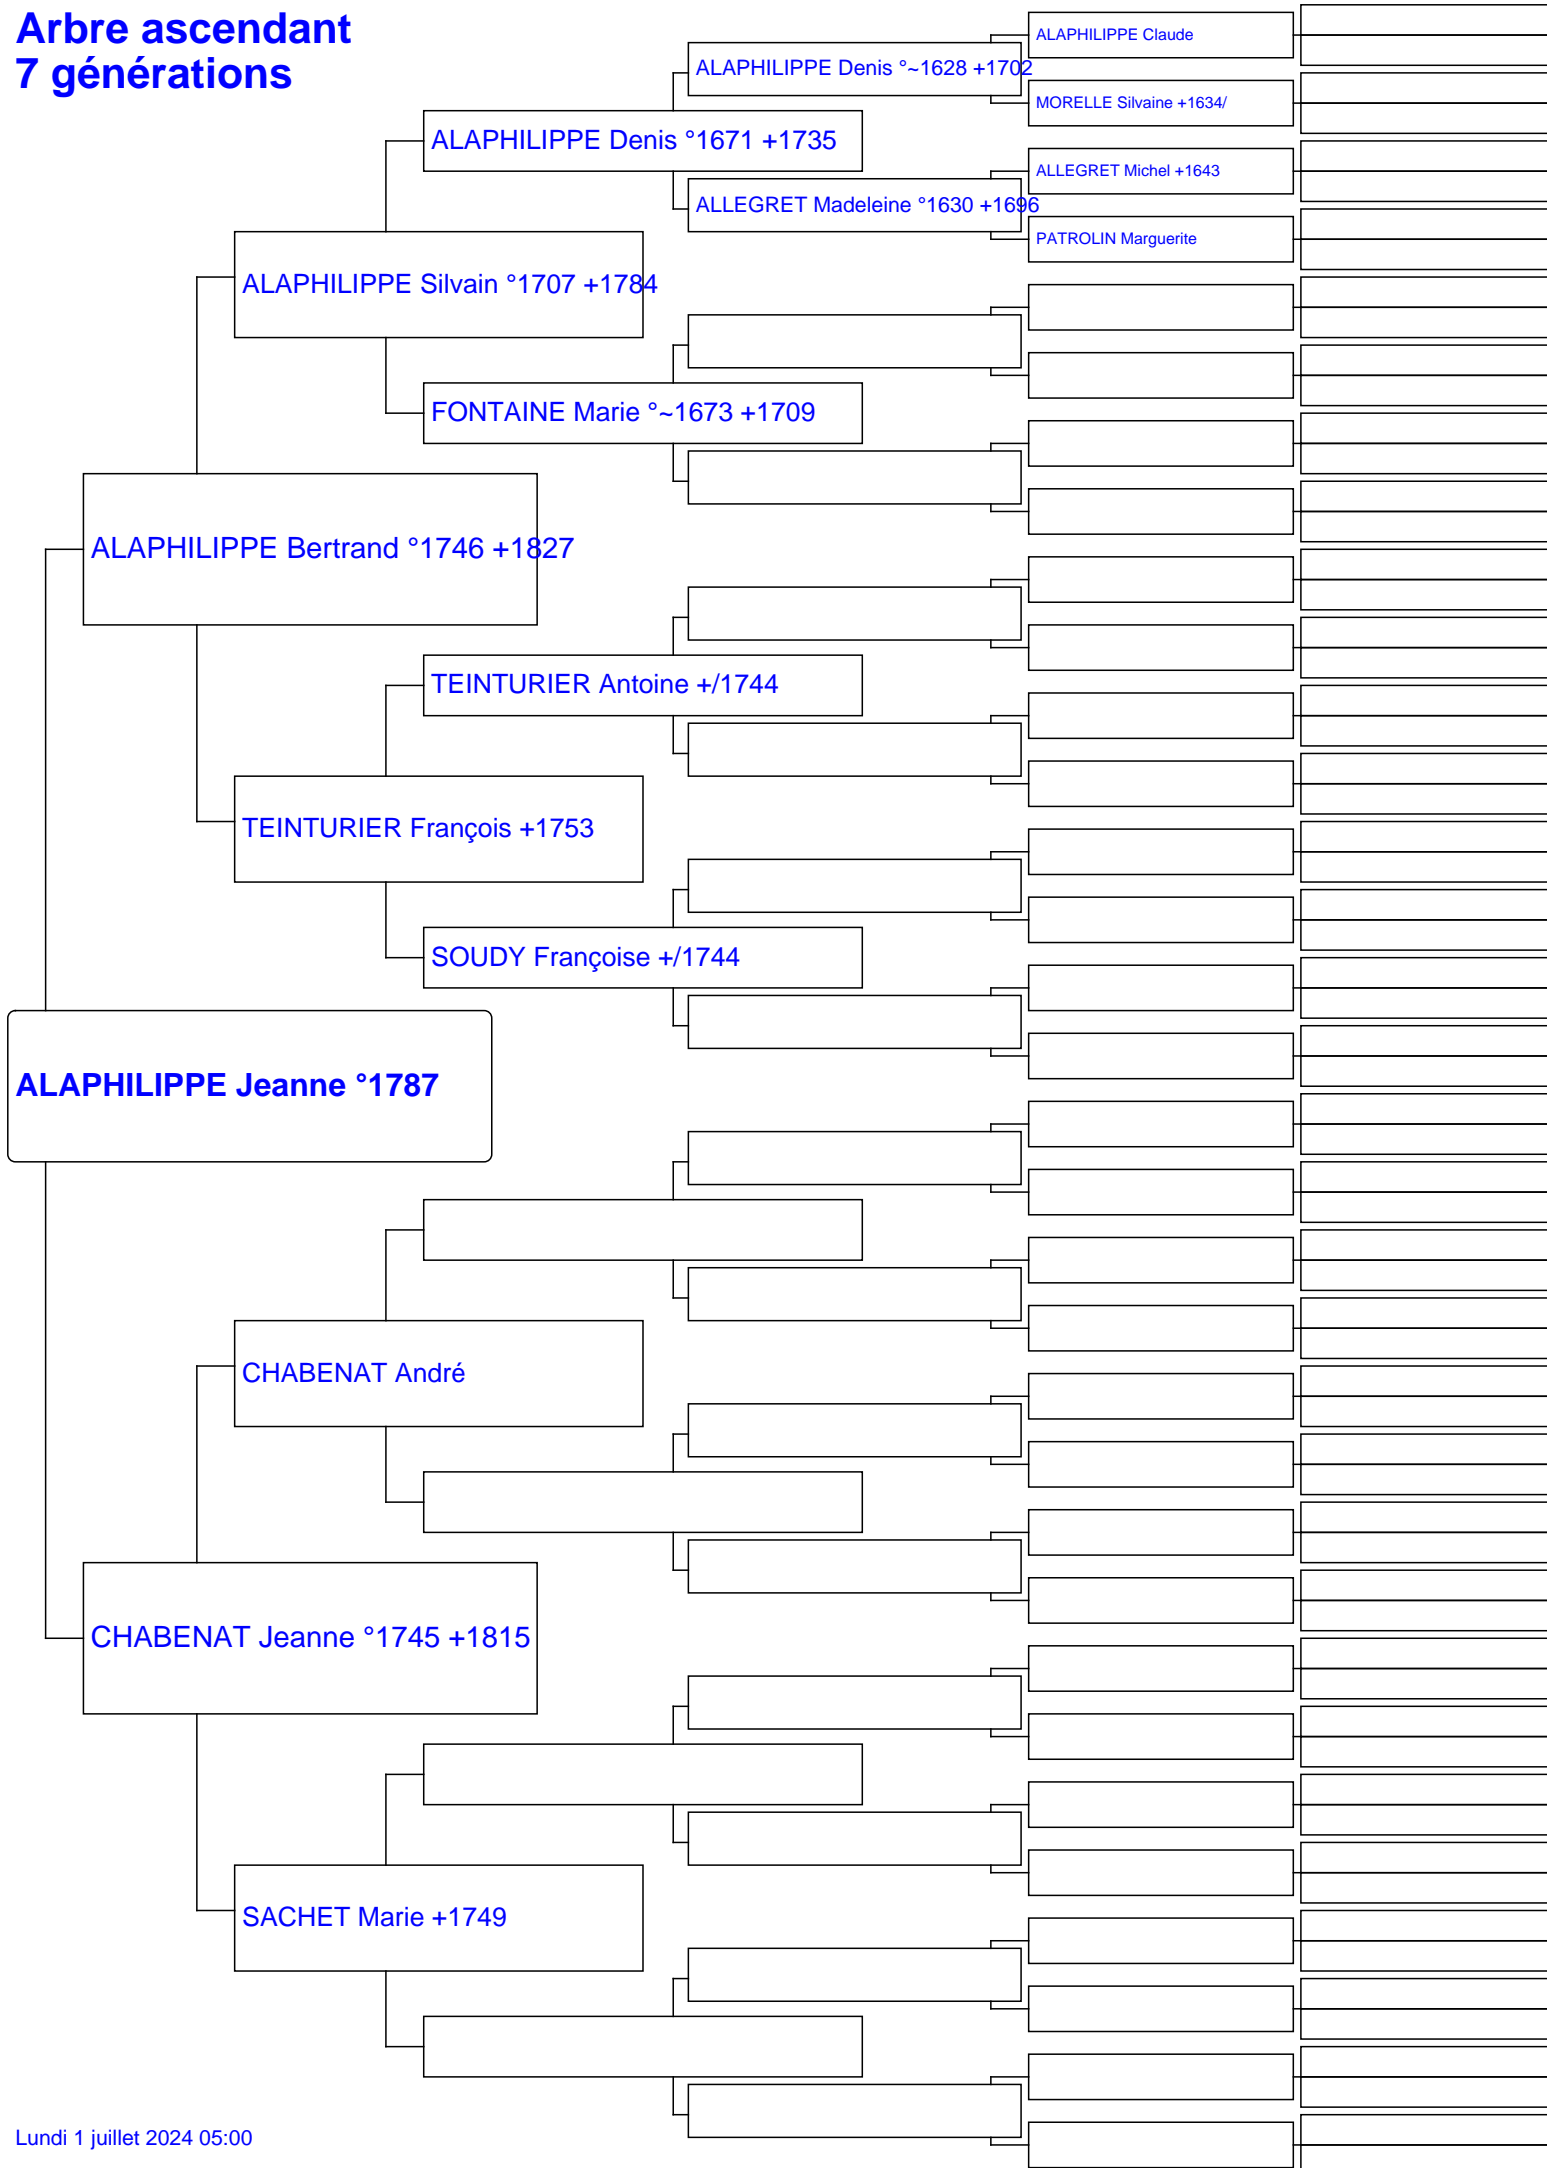 Arbre ascendant
7 générations
ALAPHILIPPE Claude
ALAPHILIPPE Denis °~1628 +1702
MORELLE Silvaine +1634/
ALAPHILIPPE Denis °1671 +1735
ALLEGRET Michel +1643
ALLEGRET Madeleine °1630 +1696
PATROLIN Marguerite
ALAPHILIPPE Silvain °1707 +1784
FONTAINE Marie °~1673 +1709
ALAPHILIPPE Bertrand °1746 +1827
TEINTURIER Antoine +/1744
TEINTURIER François +1753
SOUDY Françoise +/1744
ALAPHILIPPE Jeanne °1787
CHABENAT André
CHABENAT Jeanne °1745 +1815
SACHET Marie +1749
Lundi 1 juillet 2024 05:00